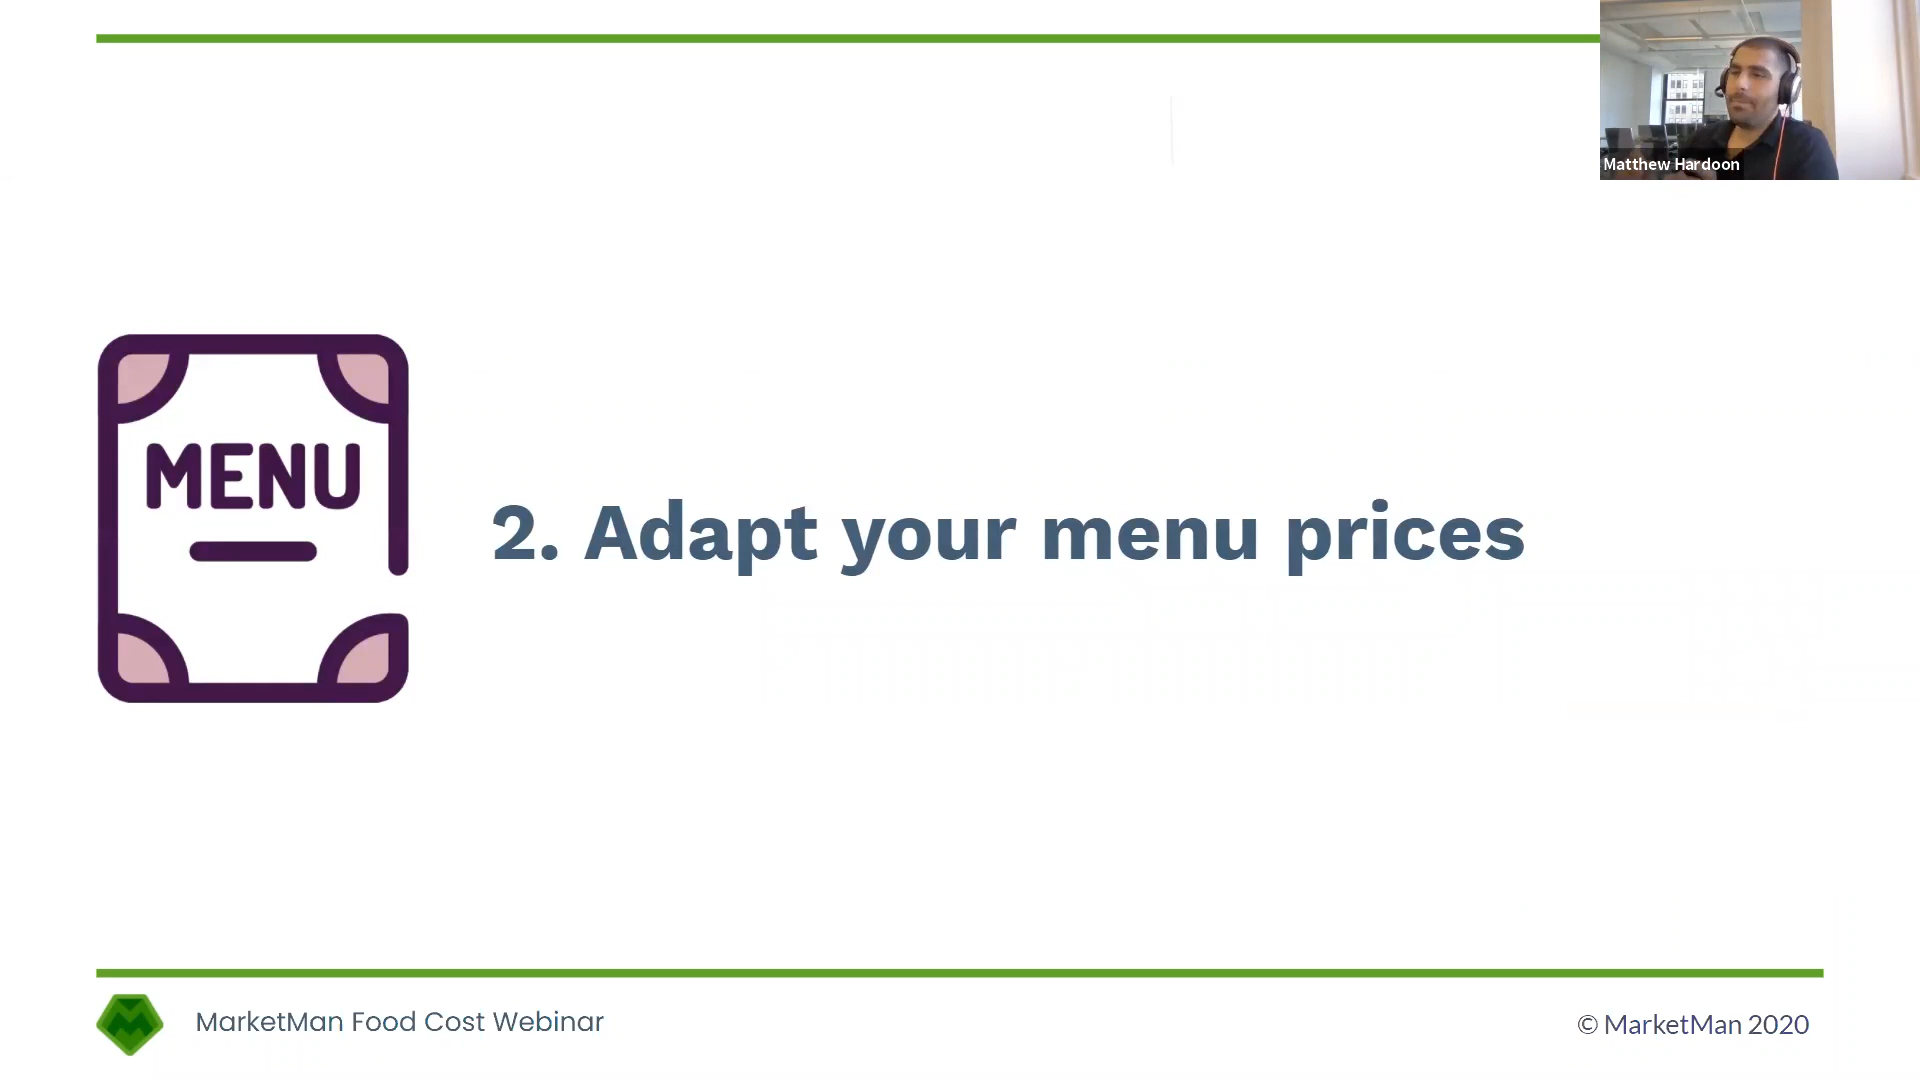 Matthew Hardoon
MENU
2. Adapt your menu prices
MarketMan Food Cost Webinar
© MarketMan 2020